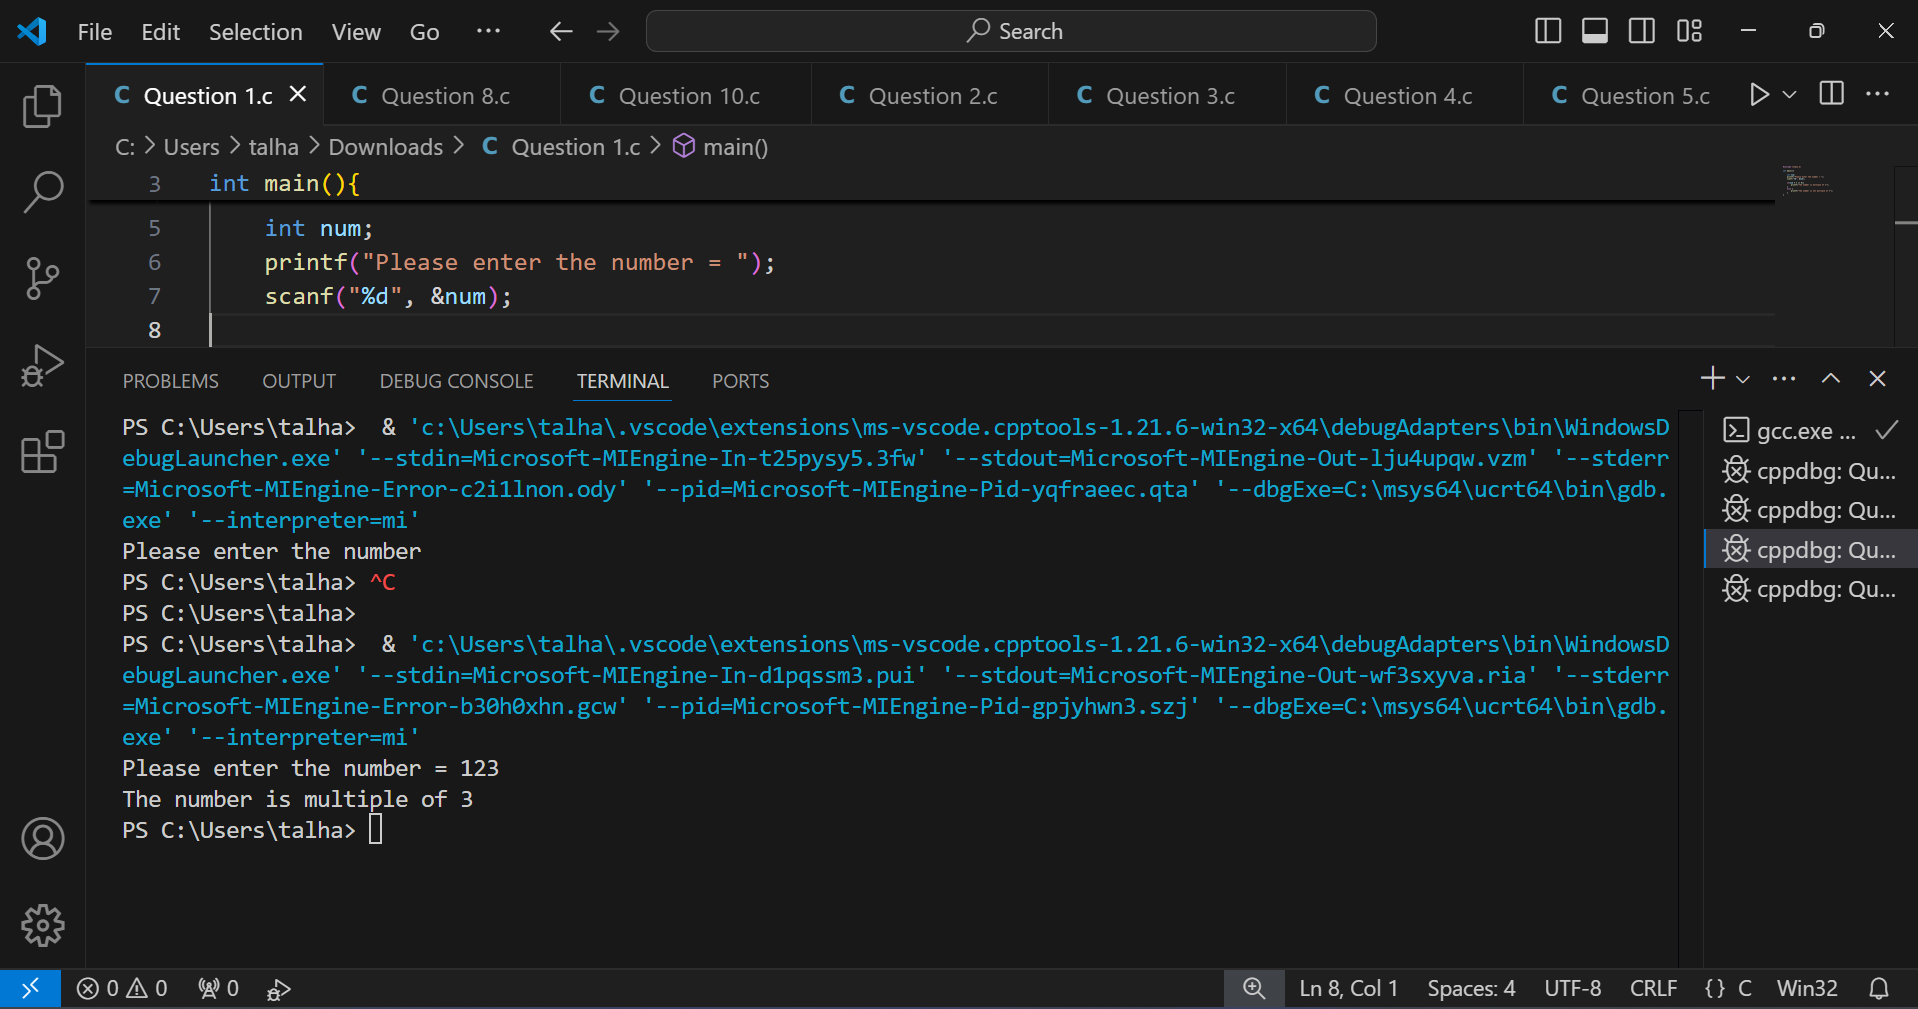 File Edit Selection View Go ··· Search
Question 1.c Question 8.c Question 10.c Question 2.c Question 3.c Question 4.c Question 5.c
C: > Users > talha > Downloads > C Question 1.c > main()
3 int main(){
5 int num;
6 printf("Please enter the number = ");
7 scanf("%d", &num);
8
PROBLEMS OUTPUT DEBUG CONSOLE TERMINAL PORTS
PS C:\Users\talha>  & 'c:\Users\talha\.vscode\extensions\ms-vscode.cpptools-1.21.6-win32-x64\debugAdapters\bin\WindowsD
ebugLauncher.exe' '--stdin=Microsoft-MIEngine-In-t25pysy5.3fw' '--stdout=Microsoft-MIEngine-Out-lju4upqw.vzm' '--stderr
=Microsoft-MIEngine-Error-c2i1lnon.ody' '--pid=Microsoft-MIEngine-Pid-yqfraeec.qta' '--dbgExe=C:\msys64\ucrt64\bin\gdb.
exe' '--interpreter=mi'
Please enter the number
PS C:\Users\talha> ^C
PS C:\Users\talha>
PS C:\Users\talha>  & 'c:\Users\talha\.vscode\extensions\ms-vscode.cpptools-1.21.6-win32-x64\debugAdapters\bin\WindowsD
ebugLauncher.exe' '--stdin=Microsoft-MIEngine-In-d1pqssm3.pui' '--stdout=Microsoft-MIEngine-Out-wf3sxyva.ria' '--stderr
=Microsoft-MIEngine-Error-b30h0xhn.gcw' '--pid=Microsoft-MIEngine-Pid-gpjyhwn3.szj' '--dbgExe=C:\msys64\ucrt64\bin\gdb.
exe' '--interpreter=mi'
Please enter the number = 123
The number is multiple of 3
PS C:\Users\talha>
gcc.exe ...
cppdbg: Qu...
cppdbg: Qu...
cppdbg: Qu...
cppdbg: Qu...
0 0 0 Ln 8, Col 1 Spaces: 4 UTF-8 CRLF {} C Win32